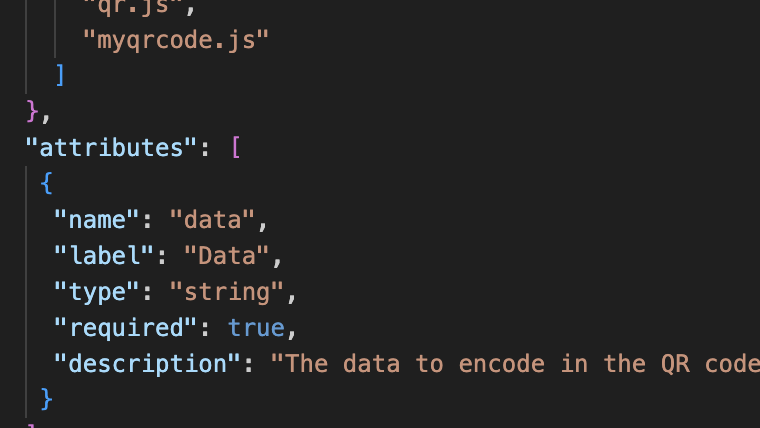 "qr.js",
"myqrcode.js"
]
},
"attributes": [
{
"name": "data",
"label": "Data",
"type": "string",
"required": true,
"description": "The data to encode in the QR code
}
]